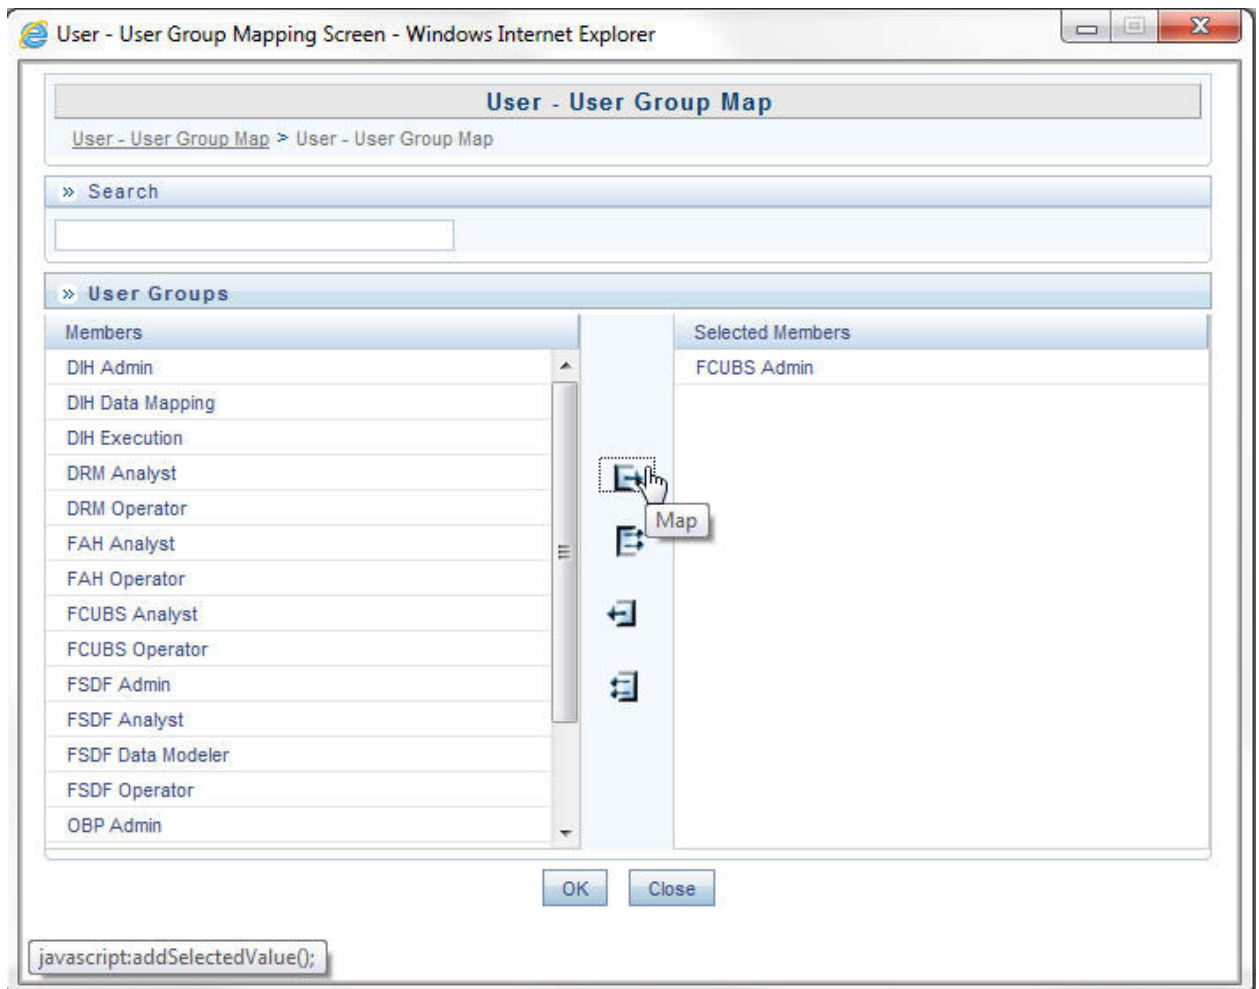 User - User Group Mapping Screen - Windows Internet Explorer
User - User Group Map
User - User Group Map > User - User Group Map
» Search
» User Groups
Members
Selected Members
DIH Admin
FCUBS Admin
DIH Data Mapping
DIH Execution
DRM Analyst
DRM Operator
Map
FAH Analyst
FAH Operator
FCUBS Analyst
FCUBS Operator
FSDF Admin
FSDF Analyst
FSDF Data Modeler
FSDF Operator
OBP Admin
OK Close
javascript:addSelectedValue();